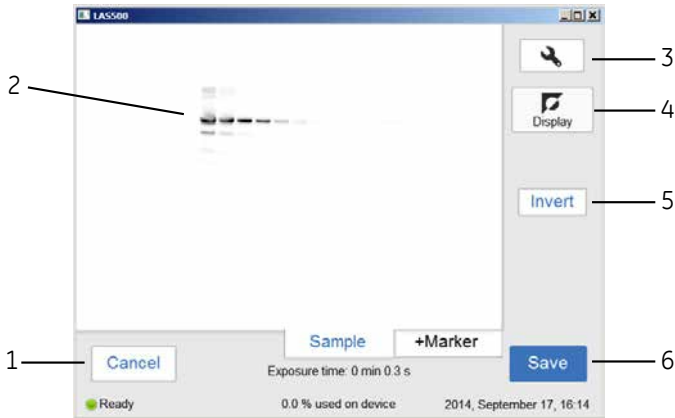 LAS500
2
3
4
Display
5
Invert
Sample
+Marker
1
Cancel
Exposure time: 0 min 0.3 s
Save
6
Ready
0.0 % used on device
2014, September 17, 16:14